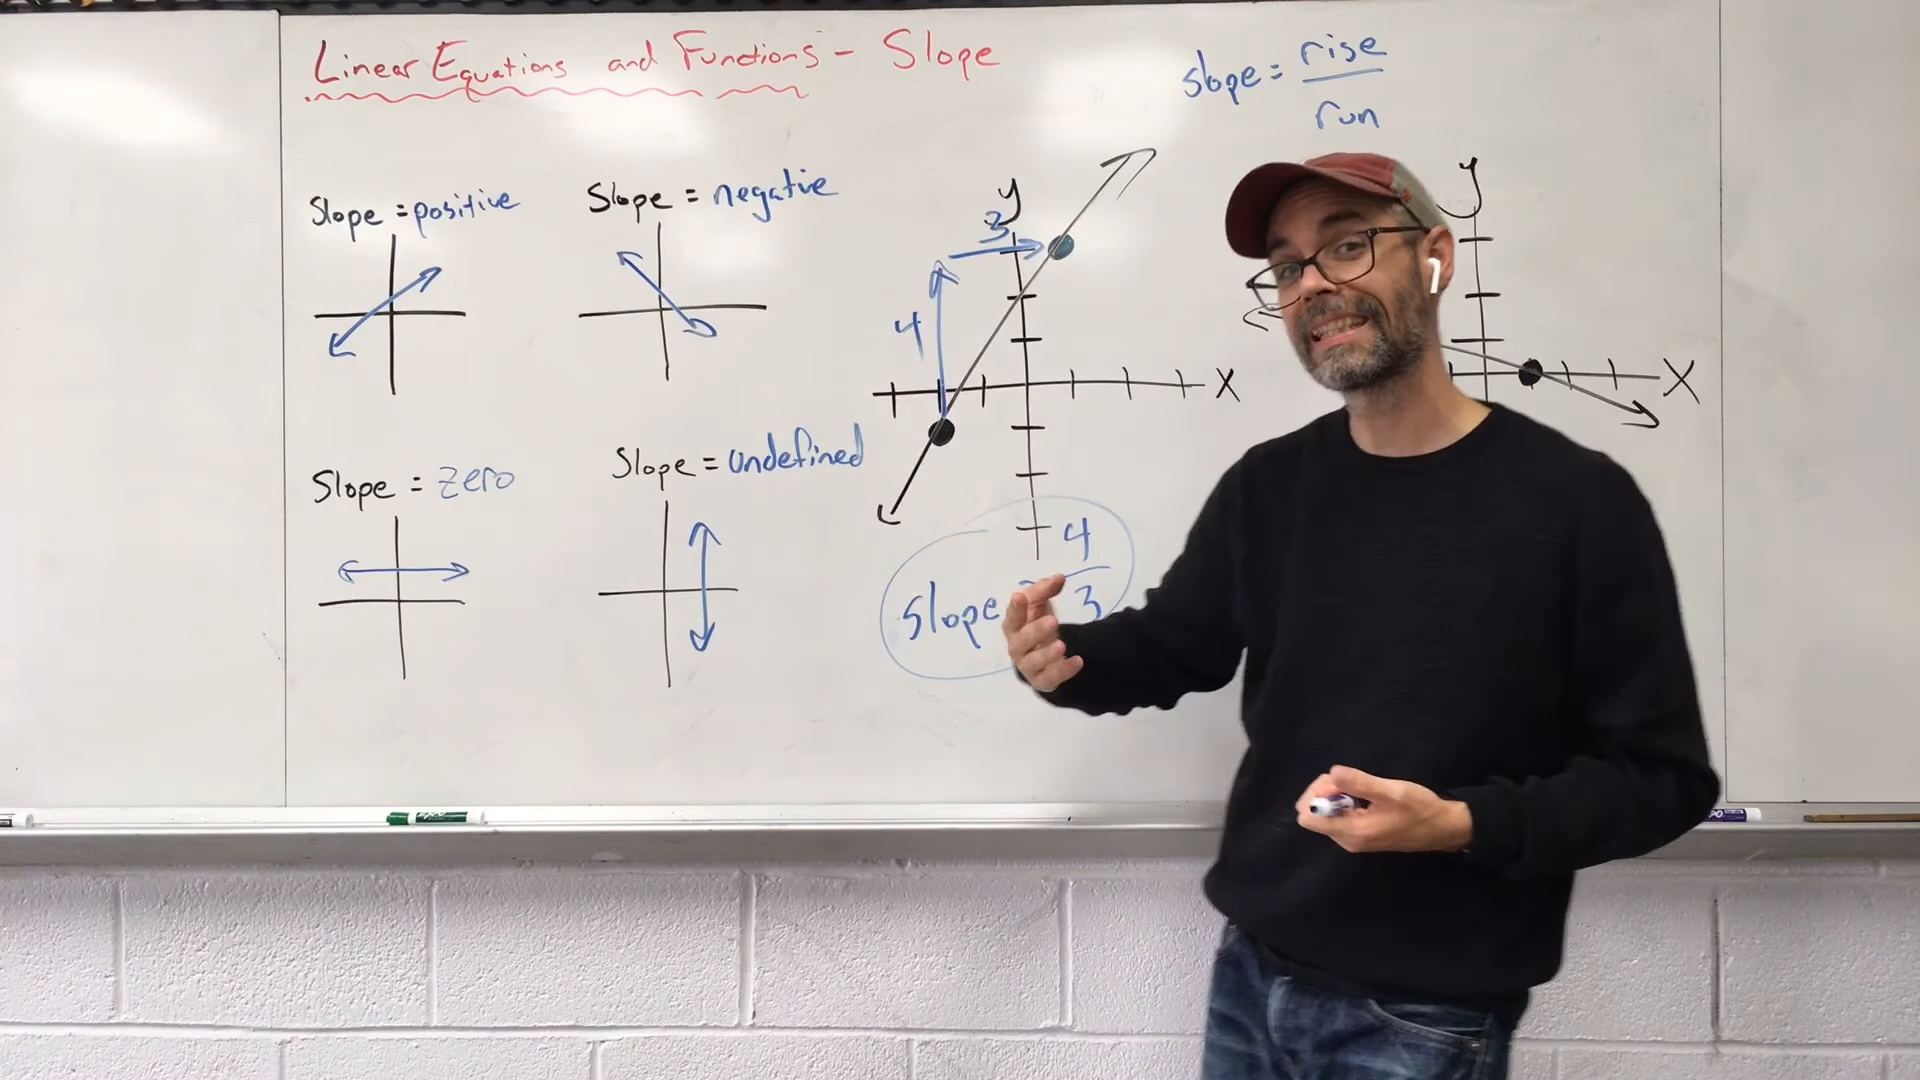 Linear Equations and Functions - Slope
slope = rise
run
Slope = positive
Slope = negative
Slope = zero
Slope = undefined
y
3
4
X
slope = 4
3
y
X
EXPO